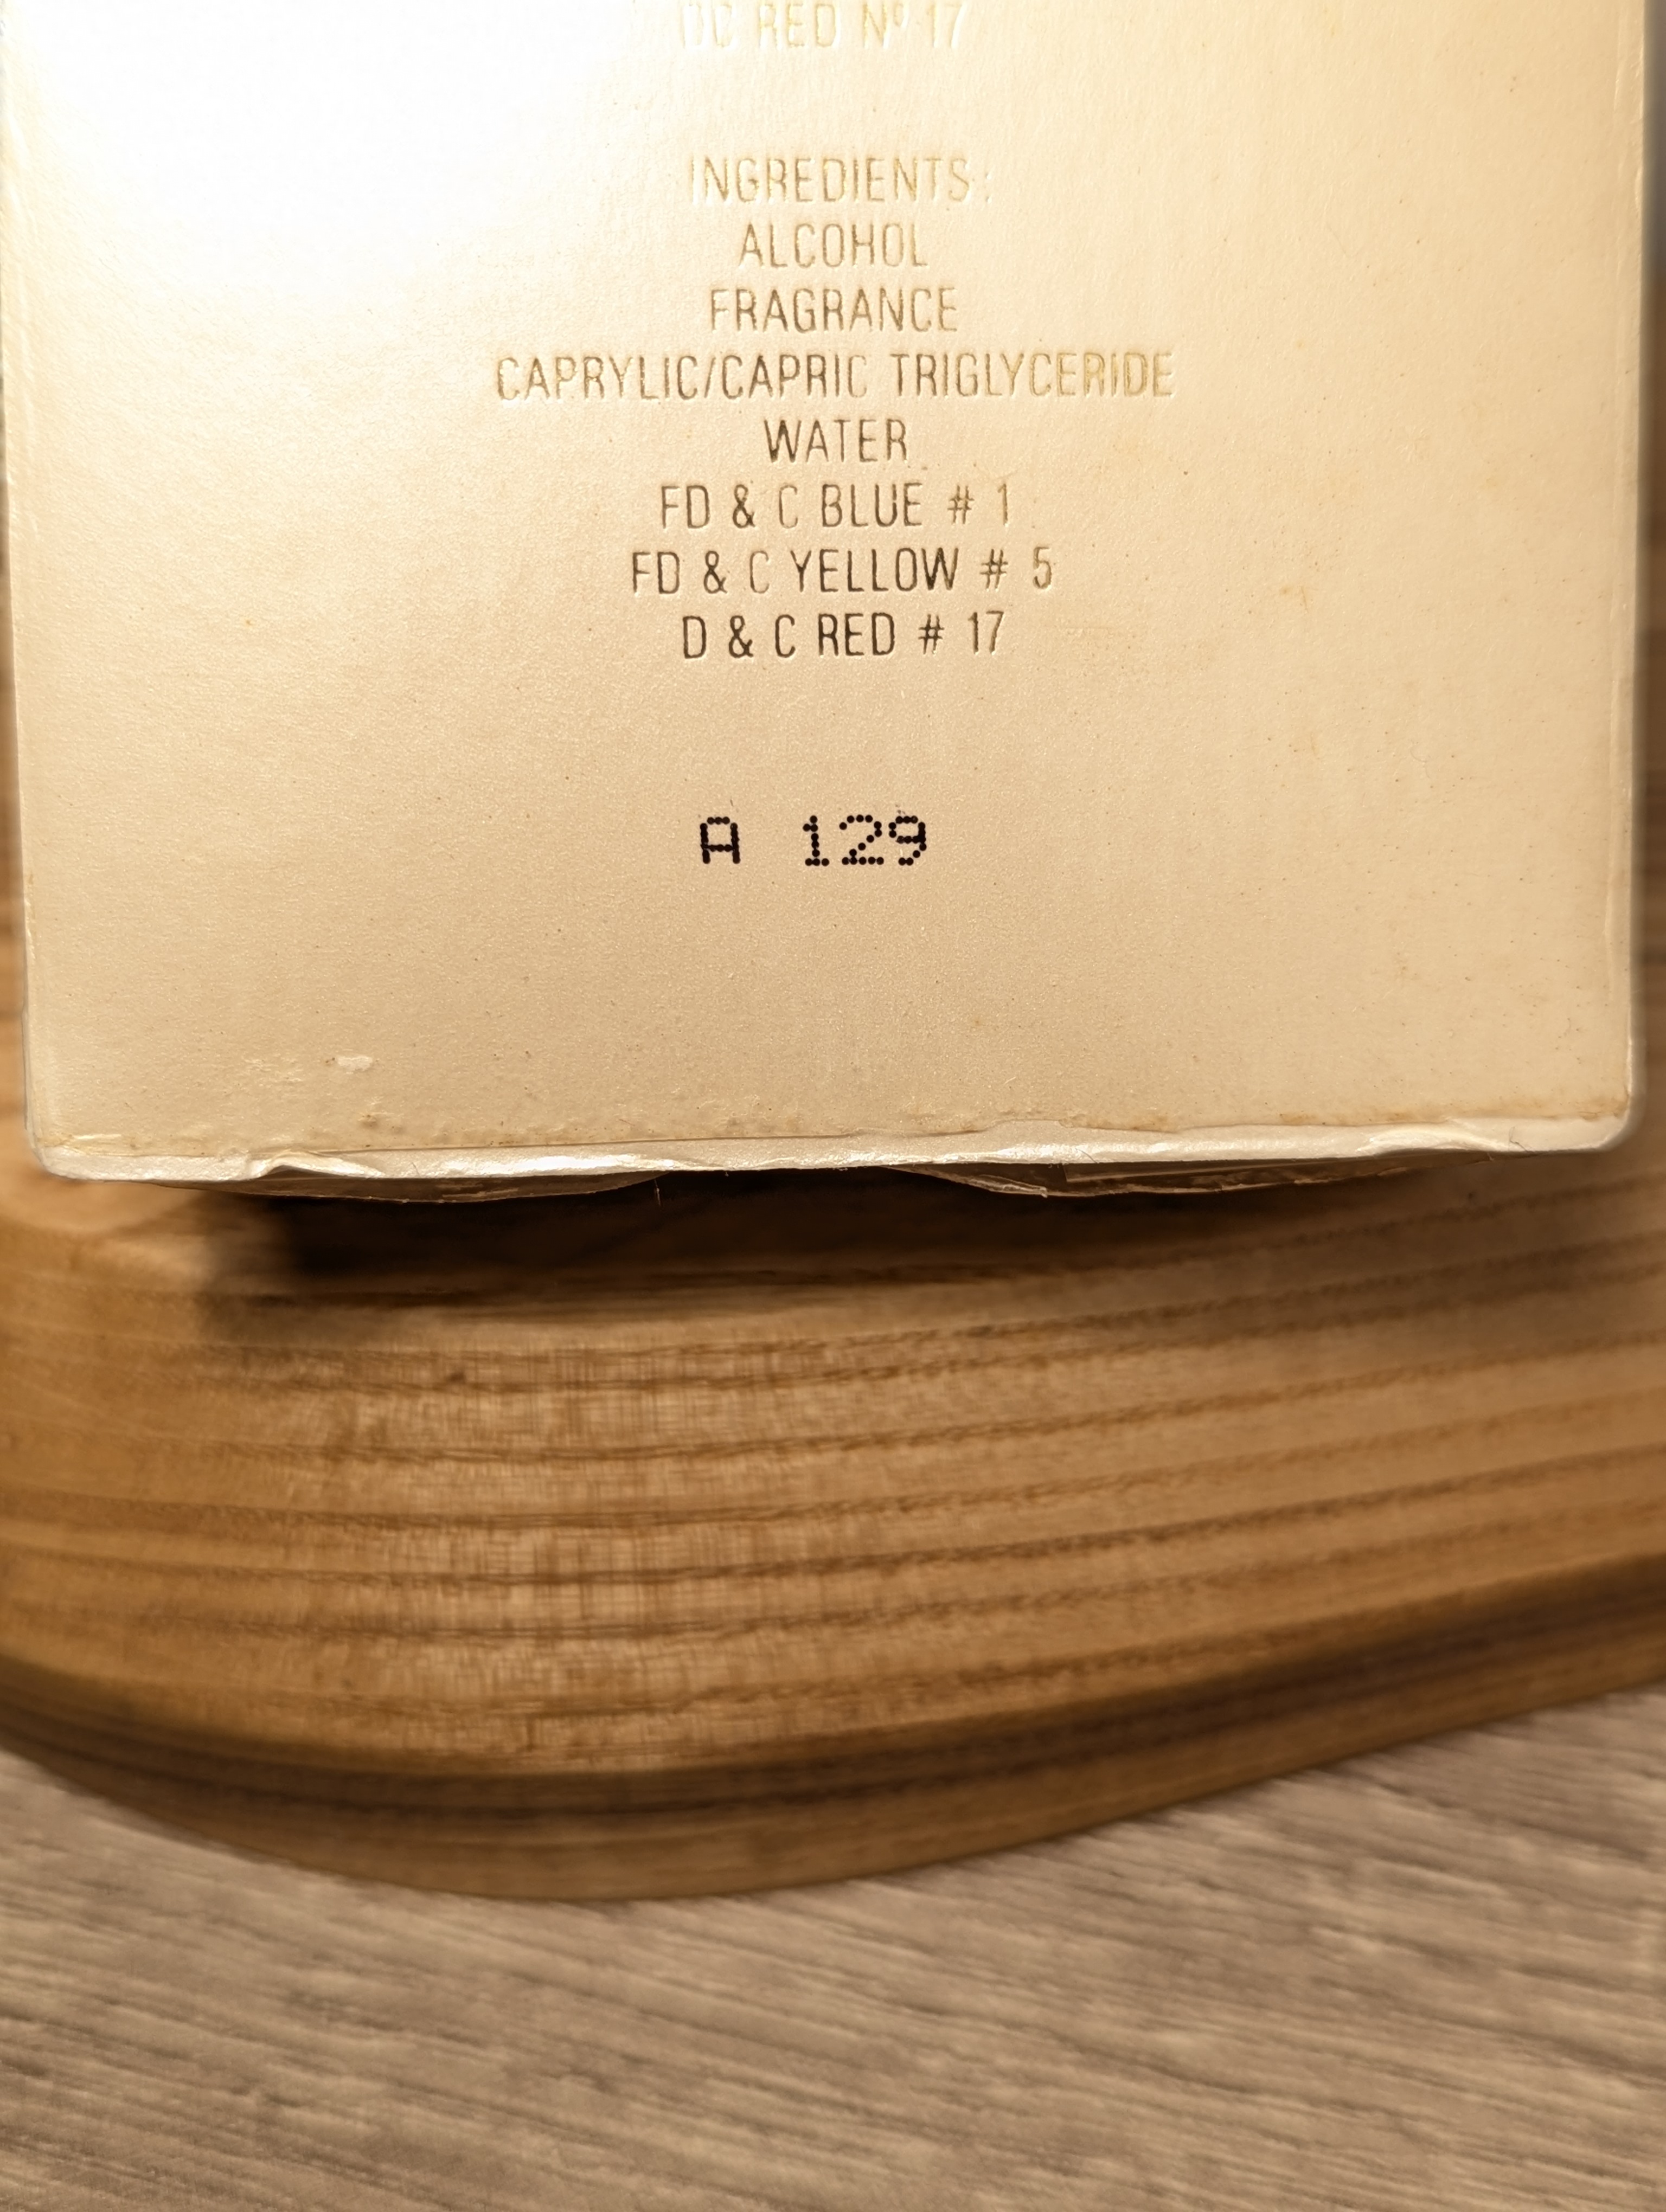 DC RED Nº 17
INGREDIENTS:
ALCOHOL
FRAGRANCE
CAPRYLIC/CAPRIC TRIGLYCERIDE
WATER
FD & C BLUE # 1
FD & C YELLOW # 5
D & C RED # 17
A 129